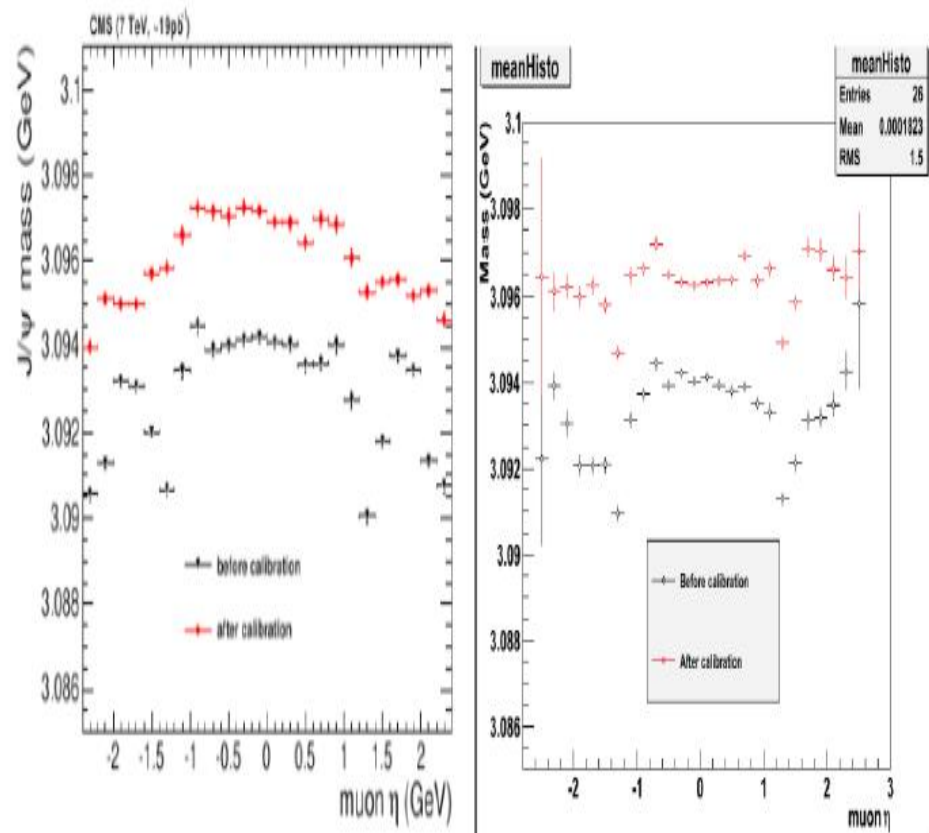 CMS (7 TeV, ~19pb⁻¹)
J/ψ mass (GeV)
3.1
3.098
3.096
3.094
3.092
3.09
3.088
3.086
before calibration
after calibration
-2 -1.5 -1 -0.5 0 0.5 1 1.5 2
muon η (GeV)
meanHisto
meanHisto
Entries 26
Mean 0.0001823
RMS 1.5
Mass (GeV)
3.1
3.098
3.096
3.094
3.092
3.09
3.088
3.086
Before calibration
After calibration
-2 -1 0 1 2 3
muon η